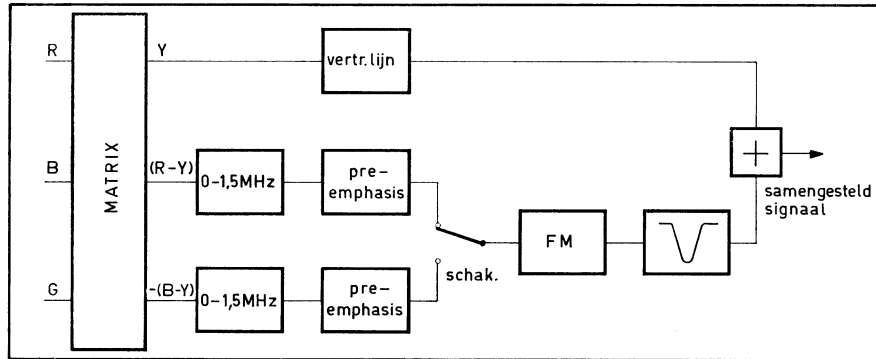 R
Y
vertr. lijn
MATRIX
B
(R-Y)
0-1,5MHz
pre-
emphasis
+
samengesteld
signaal
FM
schak.
G
-(B-Y)
0-1,5MHz
pre-
emphasis